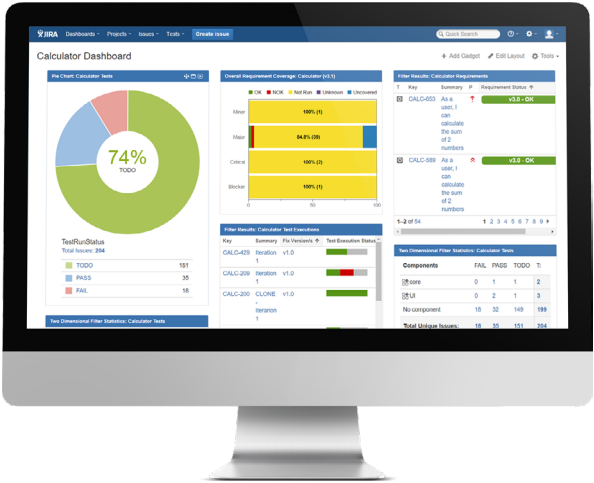 JIRA Dashboards Projects Issues Tests Create issue Quick Search
Calculator Dashboard
Add Gadget Edit Layout Tools
Pie Chart: Calculator Tests
74%
TODO
TestRunStatus
Total Issues: 204
TODO 151
PASS 35
FAIL 18
Two Dimensional Filter Statistics: Calculator Tests
Overall Requirement Coverage: Calculator (v3.1)
OK NOK Not Run Unknown Uncovered
Minor 100% (1)
Major
Critical 100% (2)
Blocker 100% (1)
0 50 100
Filter Results: Calculator Test Executions
Key Summary Fix Version/s Test Execution Status
CALC-429 Iteration 1 v1.0
CALC-209 Iteration 1 v1.0
CALC-200 CLONE - Iteration 1 v1.0
Filter Results: Calculator Requirements
T Key Summary P Requirement Status
CALC-653 As a user, I can calculate the sum of 2 numbers v3.0 - OK
CALC-589 As a user, I can calculate the sum of 2 numbers v3.0 - OK
1–2 of 54
1 2 3 4 5 6 7 8 9
Two Dimensional Filter Statistics: Calculator Tests
Components FAIL PASS TODO T:
core 0 1 1 2
UI 0 2 1 3
No component 18 32 149 199
Total Unique Issues: 18 35 151 204